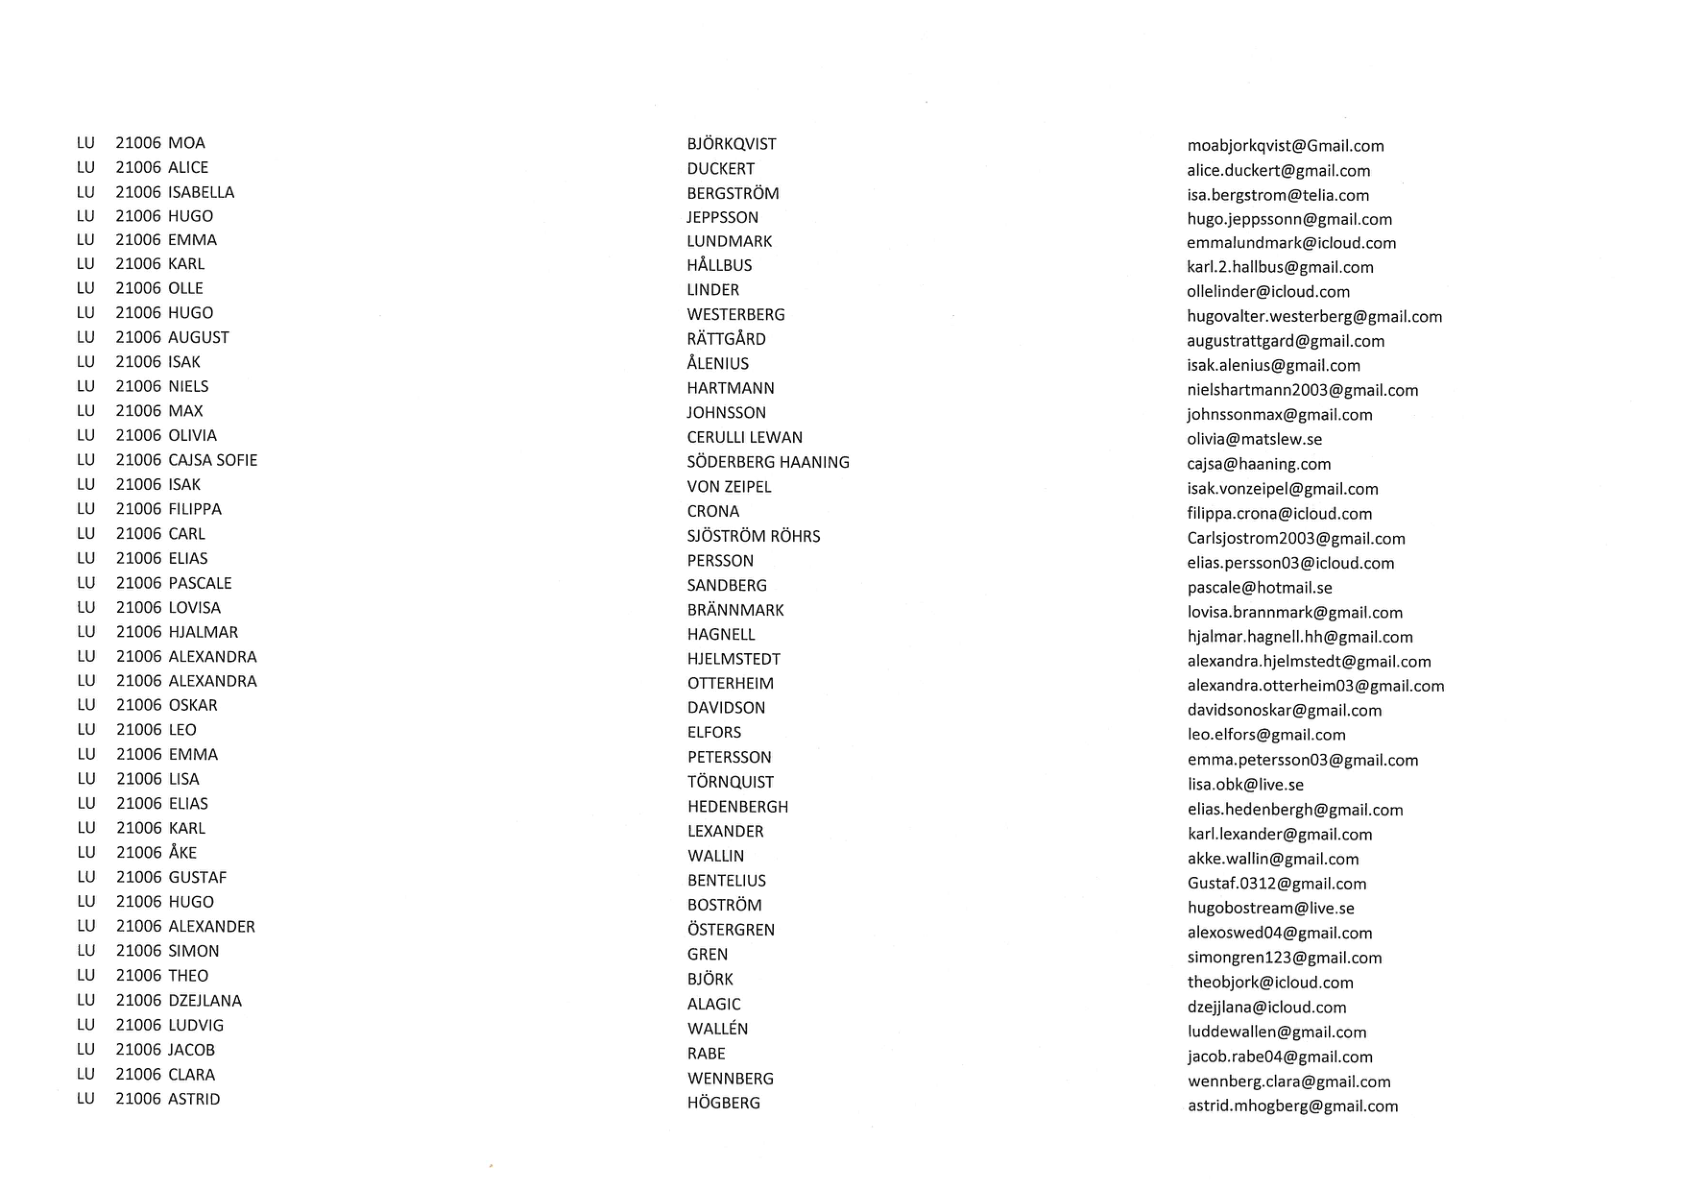 LU 21006 MOA BJÖRKQVIST moabjorkqvist@Gmail.com
LU 21006 ALICE DUCKERT alice.duckert@gmail.com
LU 21006 ISABELLA BERGSTRÖM isa.bergstrom@telia.com
LU 21006 HUGO JEPPSSON hugo.jeppssonn@gmail.com
LU 21006 EMMA LUNDMARK emmalundmark@icloud.com
LU 21006 KARL HÅLLBUS karl.2.hallbus@gmail.com
LU 21006 OLLE LINDER ollelinder@icloud.com
LU 21006 HUGO WESTERBERG hugovalter.westerberg@gmail.com
LU 21006 AUGUST RÄTTGÅRD augustrattgard@gmail.com
LU 21006 ISAK ÅLENIUS isak.alenius@gmail.com
LU 21006 NIELS HARTMANN nielshartmann2003@gmail.com
LU 21006 MAX JOHNSSON johnssonmax@gmail.com
LU 21006 OLIVIA CERULLI LEWAN olivia@matslew.se
LU 21006 CAJSA SOFIE SÖDERBERG HAANING cajsa@haaning.com
LU 21006 ISAK VON ZEIPEL isak.vonzeipel@gmail.com
LU 21006 FILIPPA CRONA filippa.crona@icloud.com
LU 21006 CARL SJÖSTRÖM RÖHRS Carlsjostrom2003@gmail.com
LU 21006 ELIAS PERSSON elias.persson03@icloud.com
LU 21006 PASCALE SANDBERG pascale@hotmail.se
LU 21006 LOVISA BRÄNNMARK lovisa.brannmark@gmail.com
LU 21006 HJALMAR HAGNELL hjalmar.hagnell.hh@gmail.com
LU 21006 ALEXANDRA HJELMSTEDT alexandra.hjelmstedt@gmail.com
LU 21006 ALEXANDRA OTTERHEIM alexandra.otterheim03@gmail.com
LU 21006 OSKAR DAVIDSON davidsonoskar@gmail.com
LU 21006 LEO ELFORS leo.elfors@gmail.com
LU 21006 EMMA PETERSSON emma.petersson03@gmail.com
LU 21006 LISA TÖRNQUIST lisa.obk@live.se
LU 21006 ELIAS HEDENBERGH elias.hedenbergh@gmail.com
LU 21006 KARL LEXANDER karl.lexander@gmail.com
LU 21006 ÅKE WALLIN akke.wallin@gmail.com
LU 21006 GUSTAF BENTELIUS Gustaf.0312@gmail.com
LU 21006 HUGO BOSTRÖM hugobostream@live.se
LU 21006 ALEXANDER ÖSTERGREN alexoswed04@gmail.com
LU 21006 SIMON GREN simongren123@gmail.com
LU 21006 THEO BJÖRK theobjork@icloud.com
LU 21006 DZEJLANA ALAGIC dzejjlana@icloud.com
LU 21006 LUDVIG WALLÉN luddewallen@gmail.com
LU 21006 JACOB RABE jacob.rabe04@gmail.com
LU 21006 CLARA WENNBERG wennberg.clara@gmail.com
LU 21006 ASTRID HÖGBERG astrid.mhogberg@gmail.com